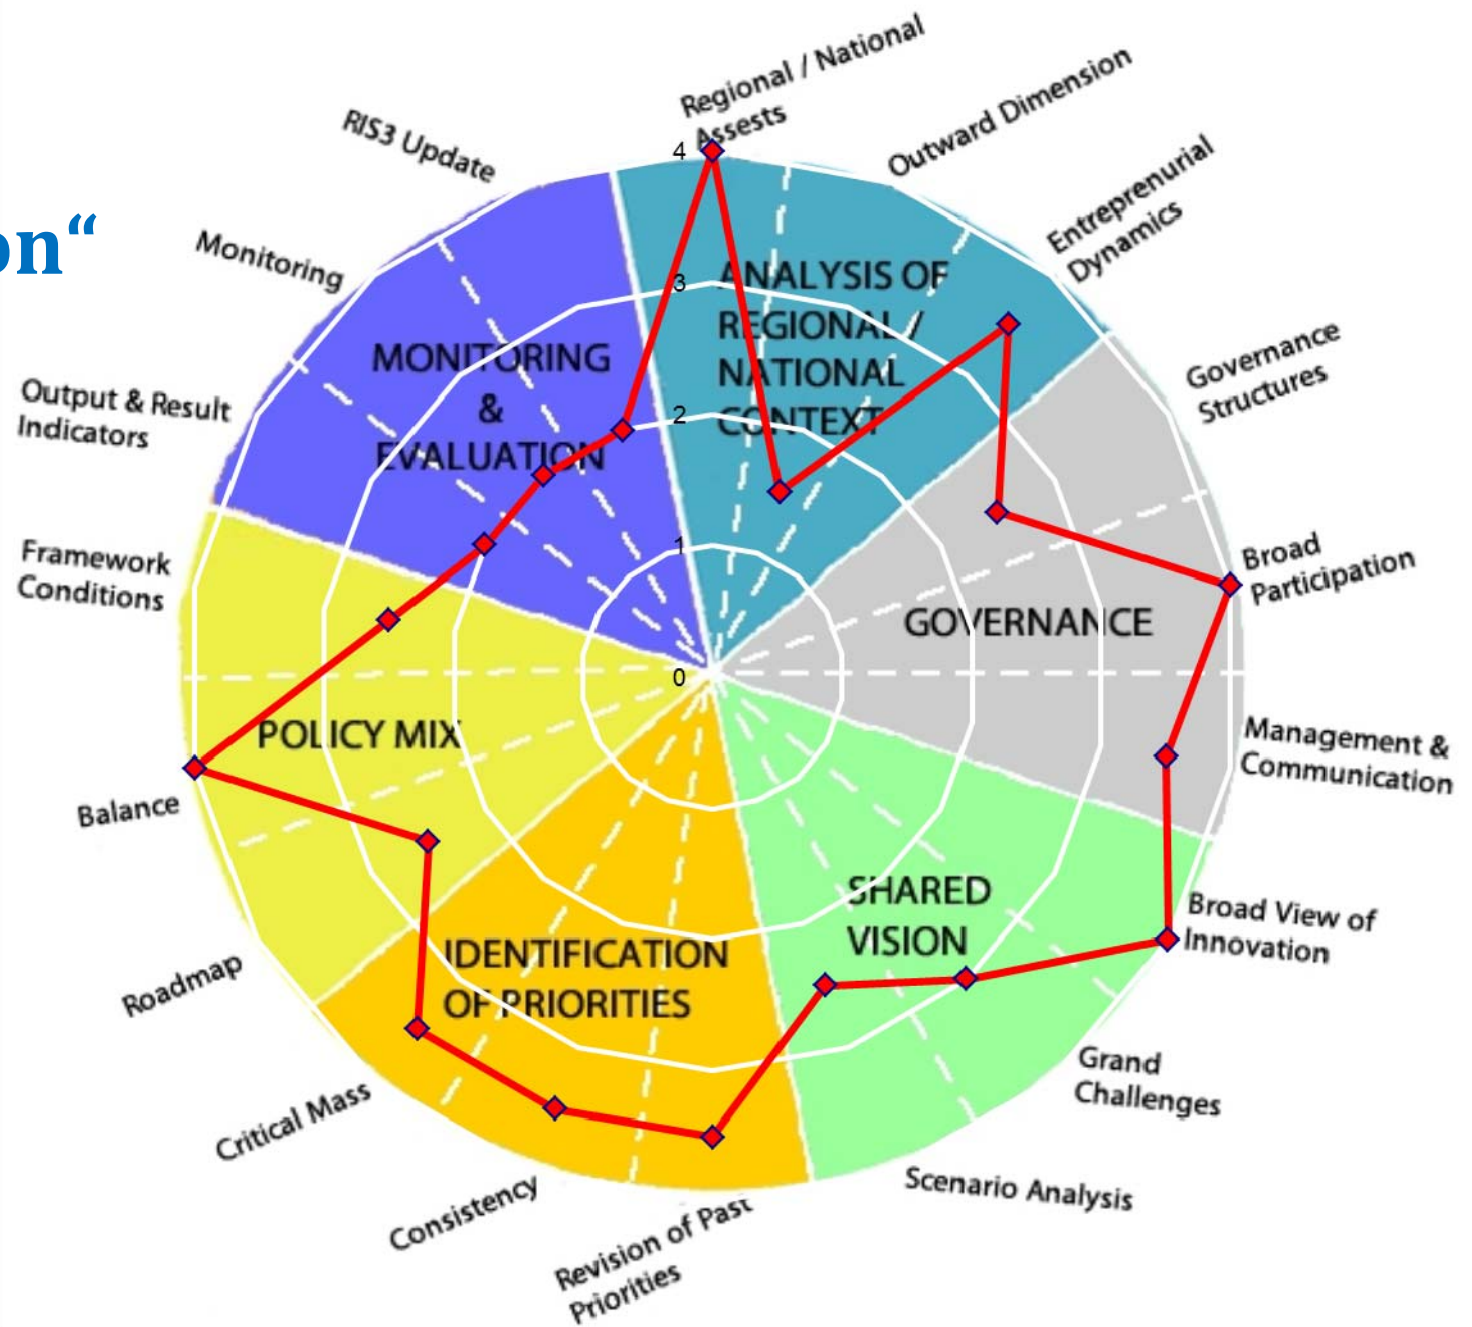 on“
Regional / National
Assests
Outward Dimension
Entreprenurial
Dynamics
Governance
Structures
Broad
Participation
Management &
Communication
Broad View of
Innovation
Grand
Challenges
Scenario Analysis
Revision of Past
Priorities
Consistency
Critical Mass
Roadmap
Balance
Framework
Conditions
Output & Result
Indicators
Monitoring
RIS3 Update
4
3
2
1
0
ANALYSIS OF
REGIONAL /
NATIONAL
CONTEXT
GOVERNANCE
SHARED
VISION
IDENTIFICATION
OF PRIORITIES
POLICY MIX
MONITORING
&
EVALUATION